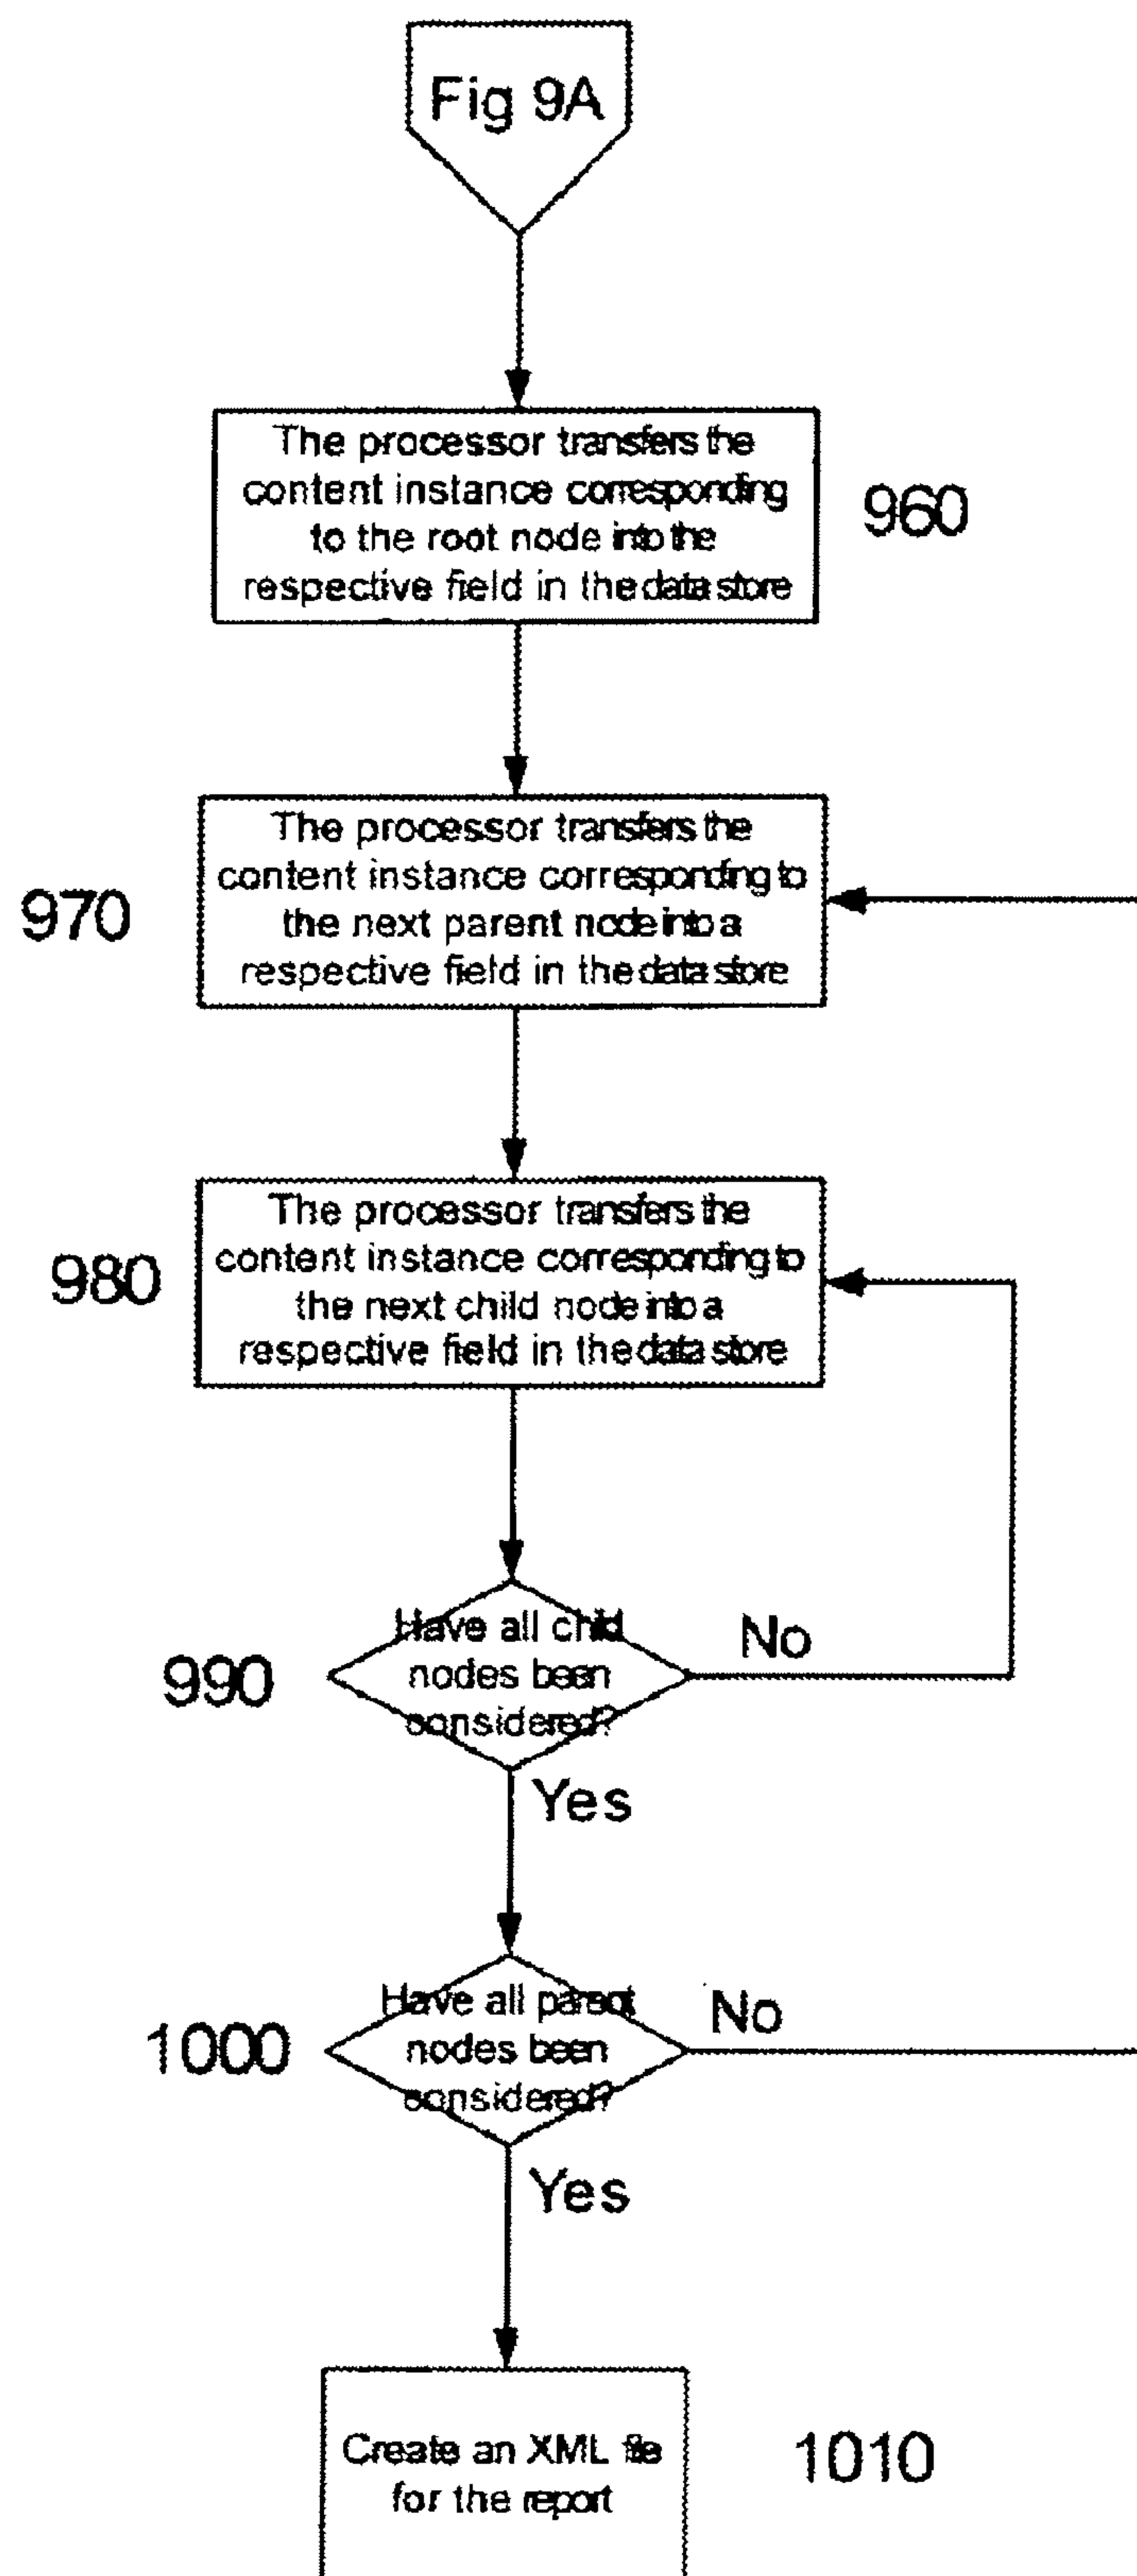 Fig 9A
The processor transfers the
content instance corresponding
to the root node into the
respective field in the data store
960
The processor transfers the
content instance corresponding to
the next parent node into a
respective field in the data store
970
The processor transfers the
content instance corresponding to
the next child node into a
respective field in the data store
980
Have all child
nodes been
considered?
990
No
Yes
Have all parent
nodes been
considered?
1000
No
Yes
Create an XML file
for the report
1010